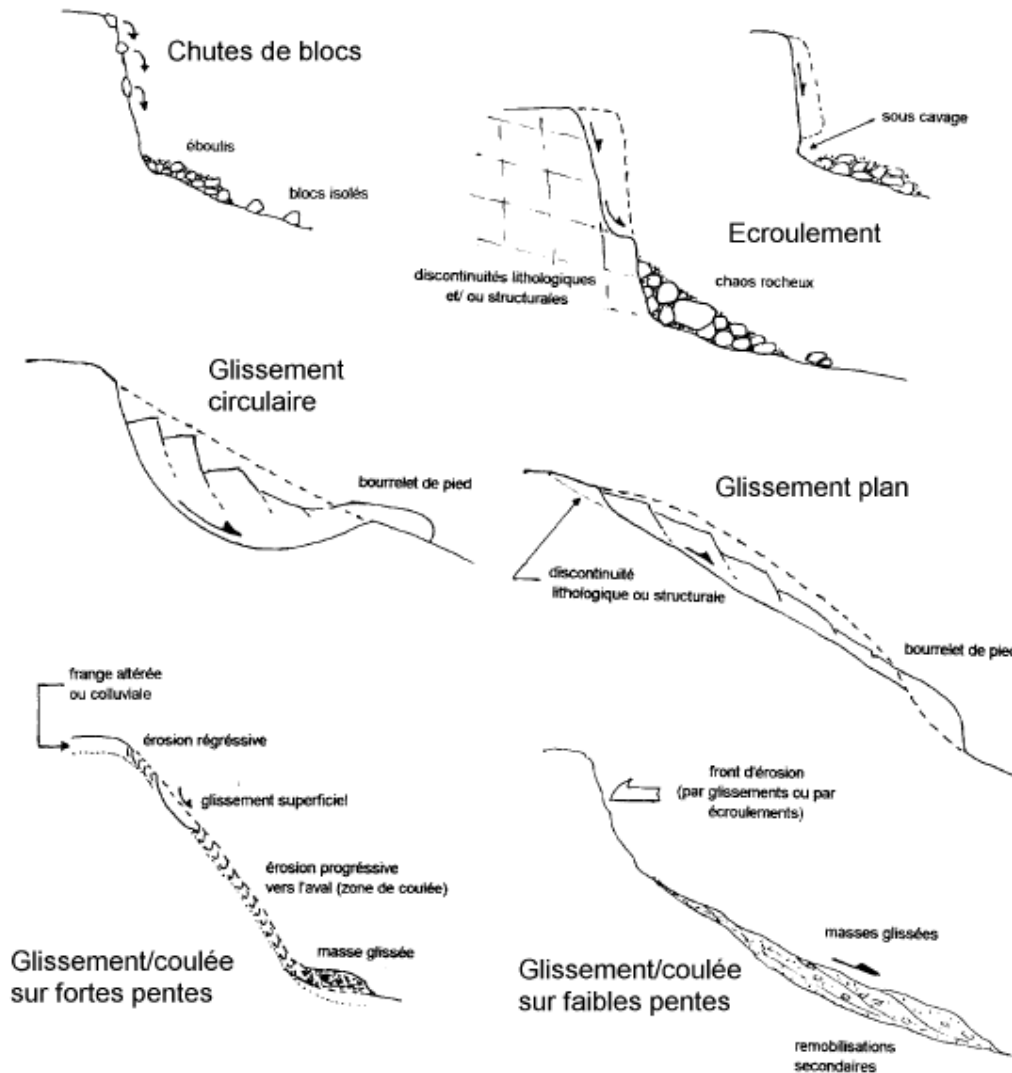 Chutes de blocs
éboulis
blocs isolés
sous cavage
Ecroulement
discontinuités lithologiques
et/ ou structurales
chaos rocheux
Glissement
circulaire
bourrelet de pied
Glissement plan
discontinuité
lithologique ou structurale
bourrelet de pied
frange altérée
ou colluviale
érosion régréssive
glissement superficiel
érosion progréssive
vers l'aval (zone de coulée)
masse glissée
Glissement/coulée
sur fortes pentes
front d'érosion
(par glissements ou par
écroulements)
masses glissées
Glissement/coulée
sur faibles pentes
remobilisations
secondaires